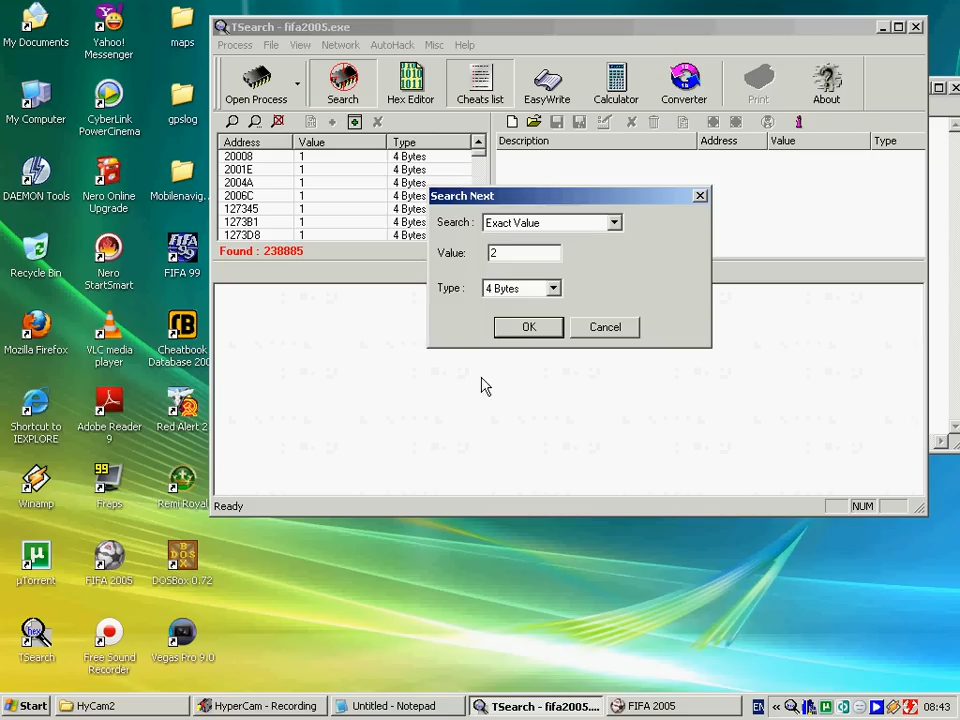 My Documents
Yahoo! Messenger
maps
My Computer
CyberLink PowerCinema
gpslog
DAEMON Tools
Nero Online Upgrade
Mobilenavig...
Recycle Bin
Nero StartSmart
FIFA 99
Mozilla Firefox
VLC media player
Cheatbook Database 200
Shortcut to IEXPLORE
Adobe Reader 9
Red Alert 2
Winamp
99
Fraps
Remi Royal
µTorrent
FIFA 2005
DOSBox 0.72
TSearch
Free Sound Recorder
Vegas Pro 9.0
TSearch - fifa2005.exe
Process File View Network AutoHack Misc Help
Open Process Search Hex Editor Cheats list EasyWrite Calculator Converter Print About
Address Value Type
20008 1 4 Bytes
2001E 1 4 Bytes
2004A 1 4 Bytes
2006C 1 4 Bytes
127345 1 4 Bytes
1273B1 1 4 Bytes
1273D8 1 4 Bytes
Found : 238885
Description Address Value Type
Search Next
Search : Exact Value
Value: 2
Type : 4 Bytes
OK Cancel
Ready NUM
Start HyCam2 HyperCam - Recording Untitled - Notepad TSearch - fifa2005.... FIFA 2005 EN « 08:43